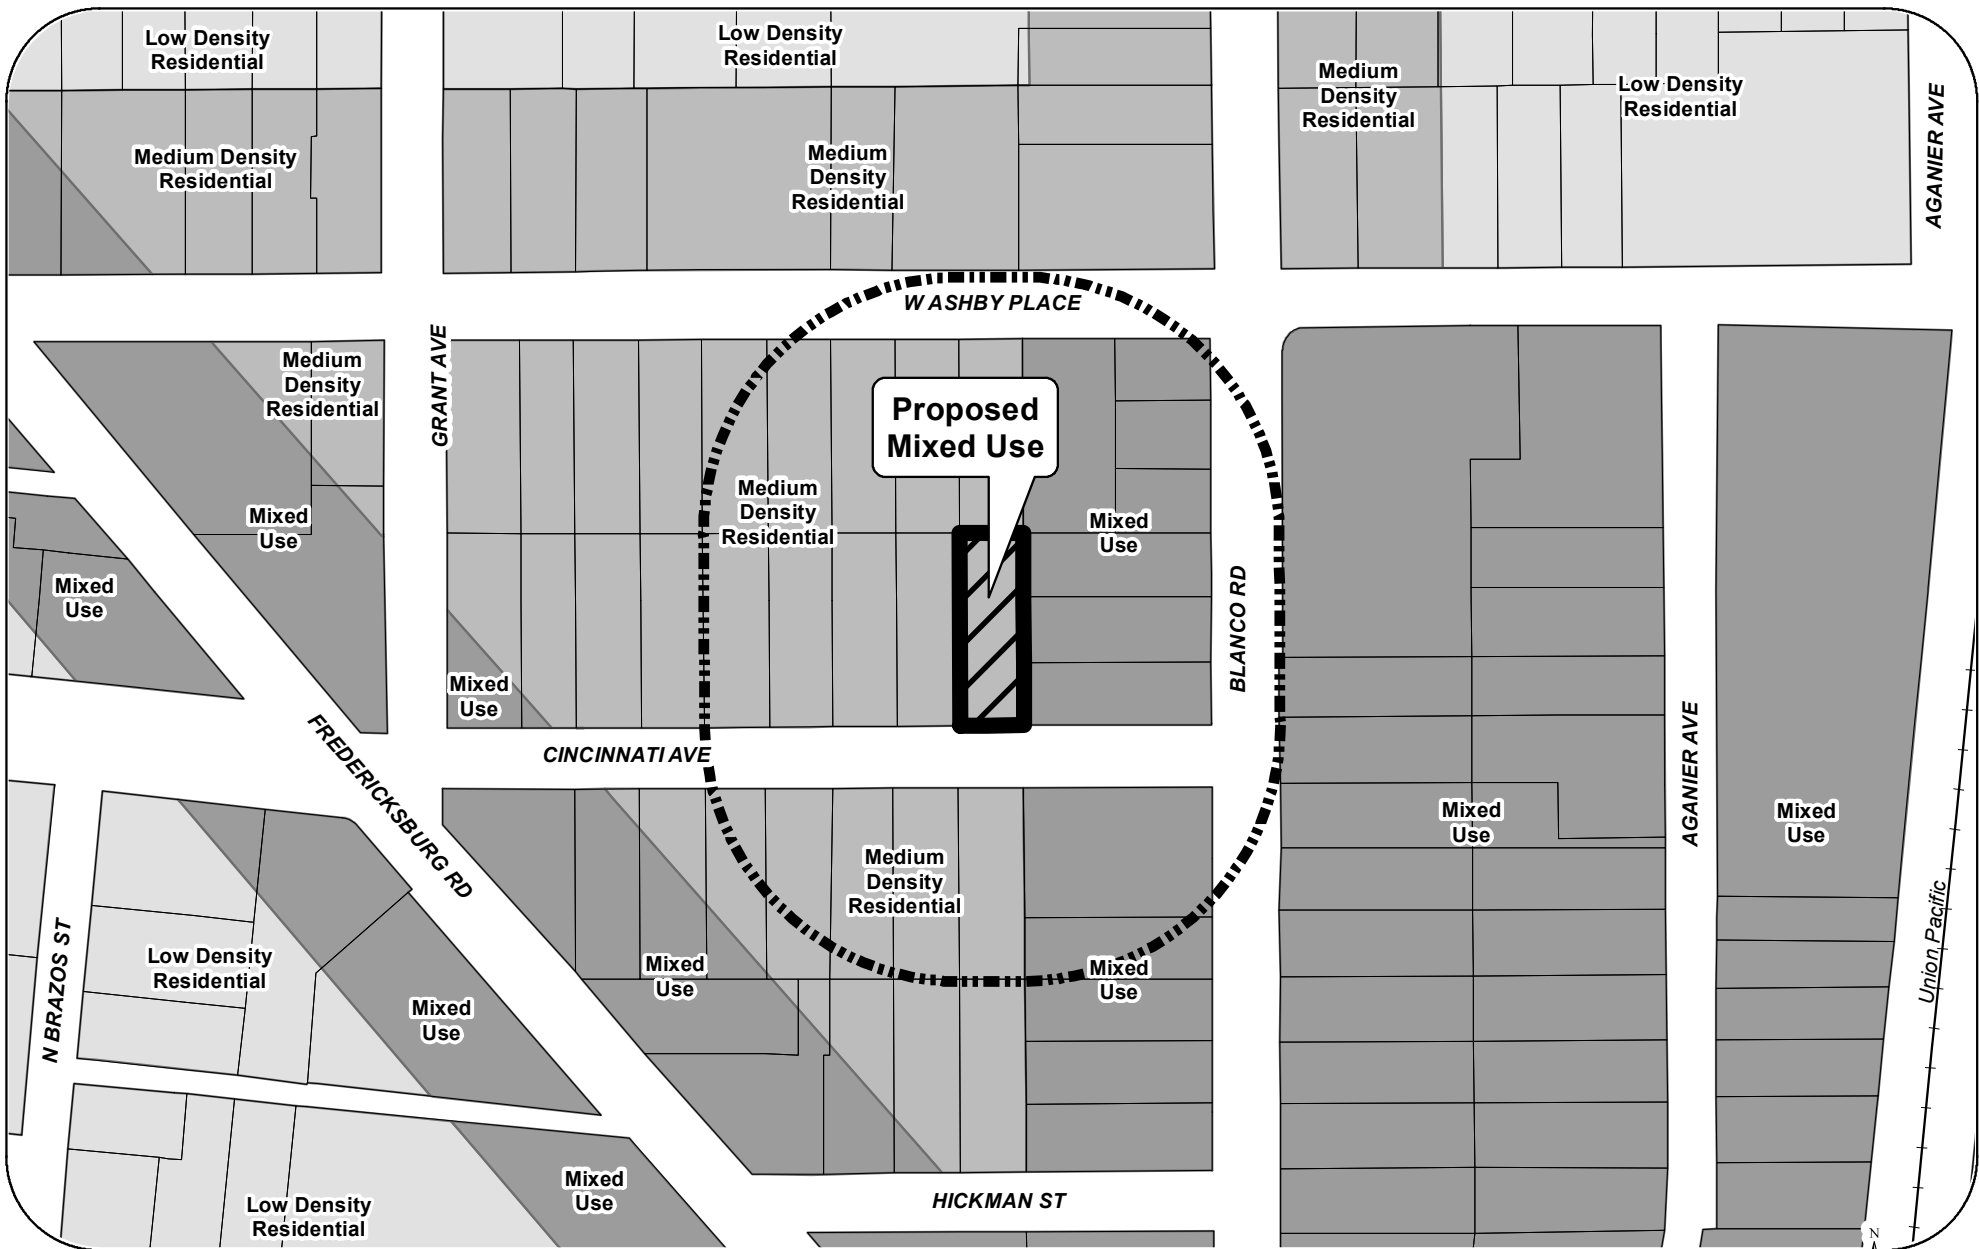 Low Density
Residential
Low Density
Residential
Medium
Density
Residential
Low Density
Residential
AGANIER AVE
Medium Density
Residential
Medium
Density
Residential
W ASHBY PLACE
GRANT AVE
Medium
Density
Residential
Proposed
Mixed Use
Medium
Density
Residential
Mixed
Use
Mixed
Use
Mixed
Use
BLANCO RD
Mixed
Use
CINCINNATI AVE
FREDERICKSBURG RD
AGANIER AVE
Mixed
Use
Mixed
Use
Medium
Density
Residential
Union Pacific
N BRAZOS ST
Low Density
Residential
Mixed
Use
Mixed
Use
Mixed
Use
Mixed
Use
Low Density
Residential
HICKMAN ST
N